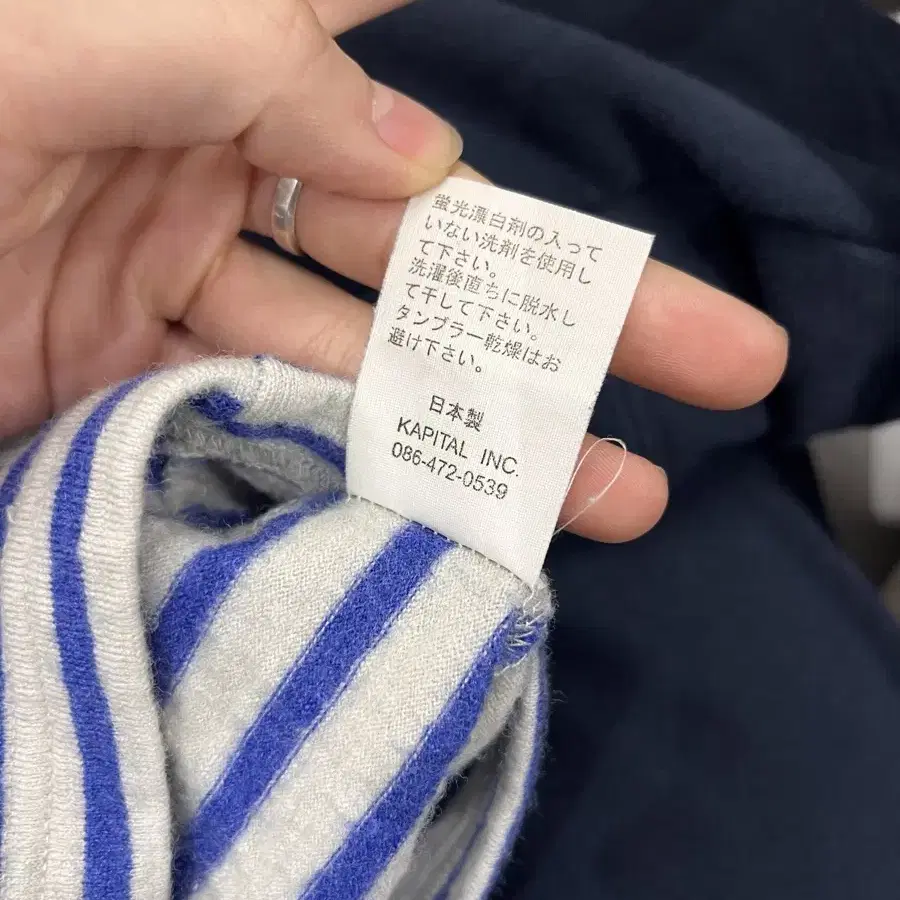 蛍光漂白剤の入って
いない洗剤を使用し
て下さい。
洗濯後直ちに脱水し
て干して下さい。
タンブラー乾燥はお
避け下さい。
日本製
KAPITAL INC.
086-472-0539